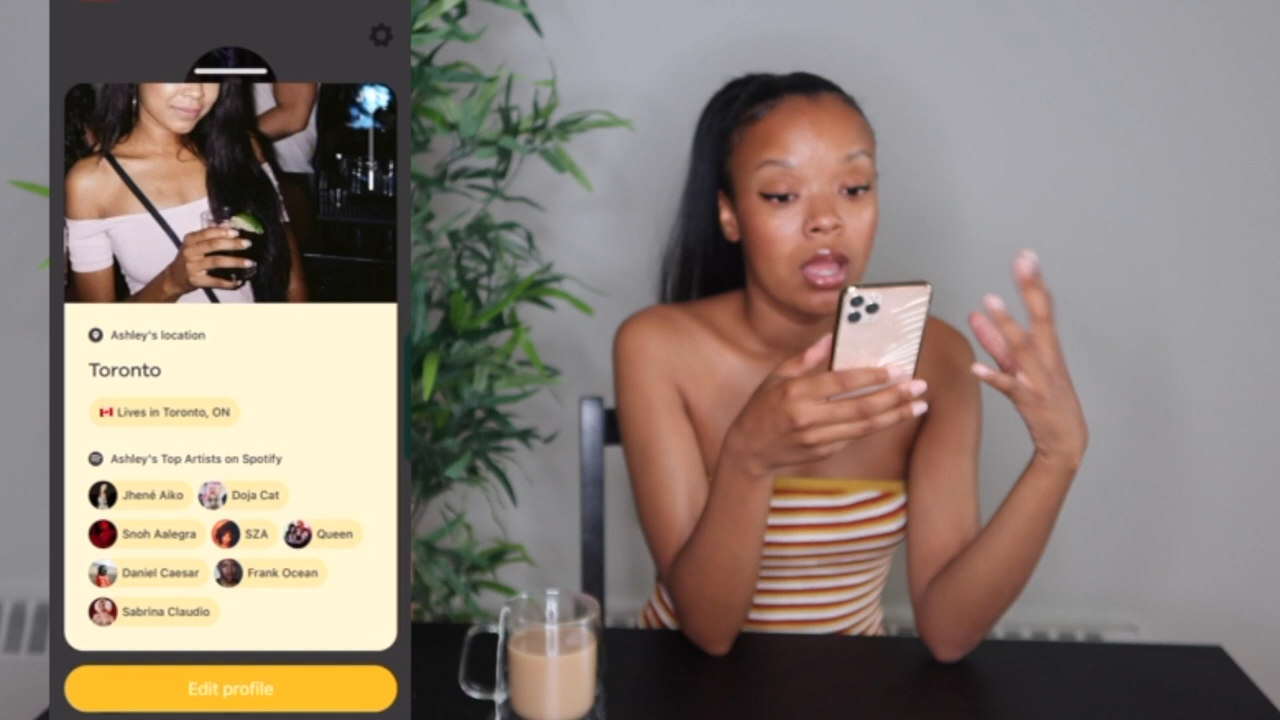 Ashley's location
Toronto
Lives in Toronto, ON
Ashley's Top Artists on Spotify
Jhené Aiko Doja Cat
Snoh Aalegra SZA Queen
Daniel Caesar Frank Ocean
Sabrina Claudio
Edit profile